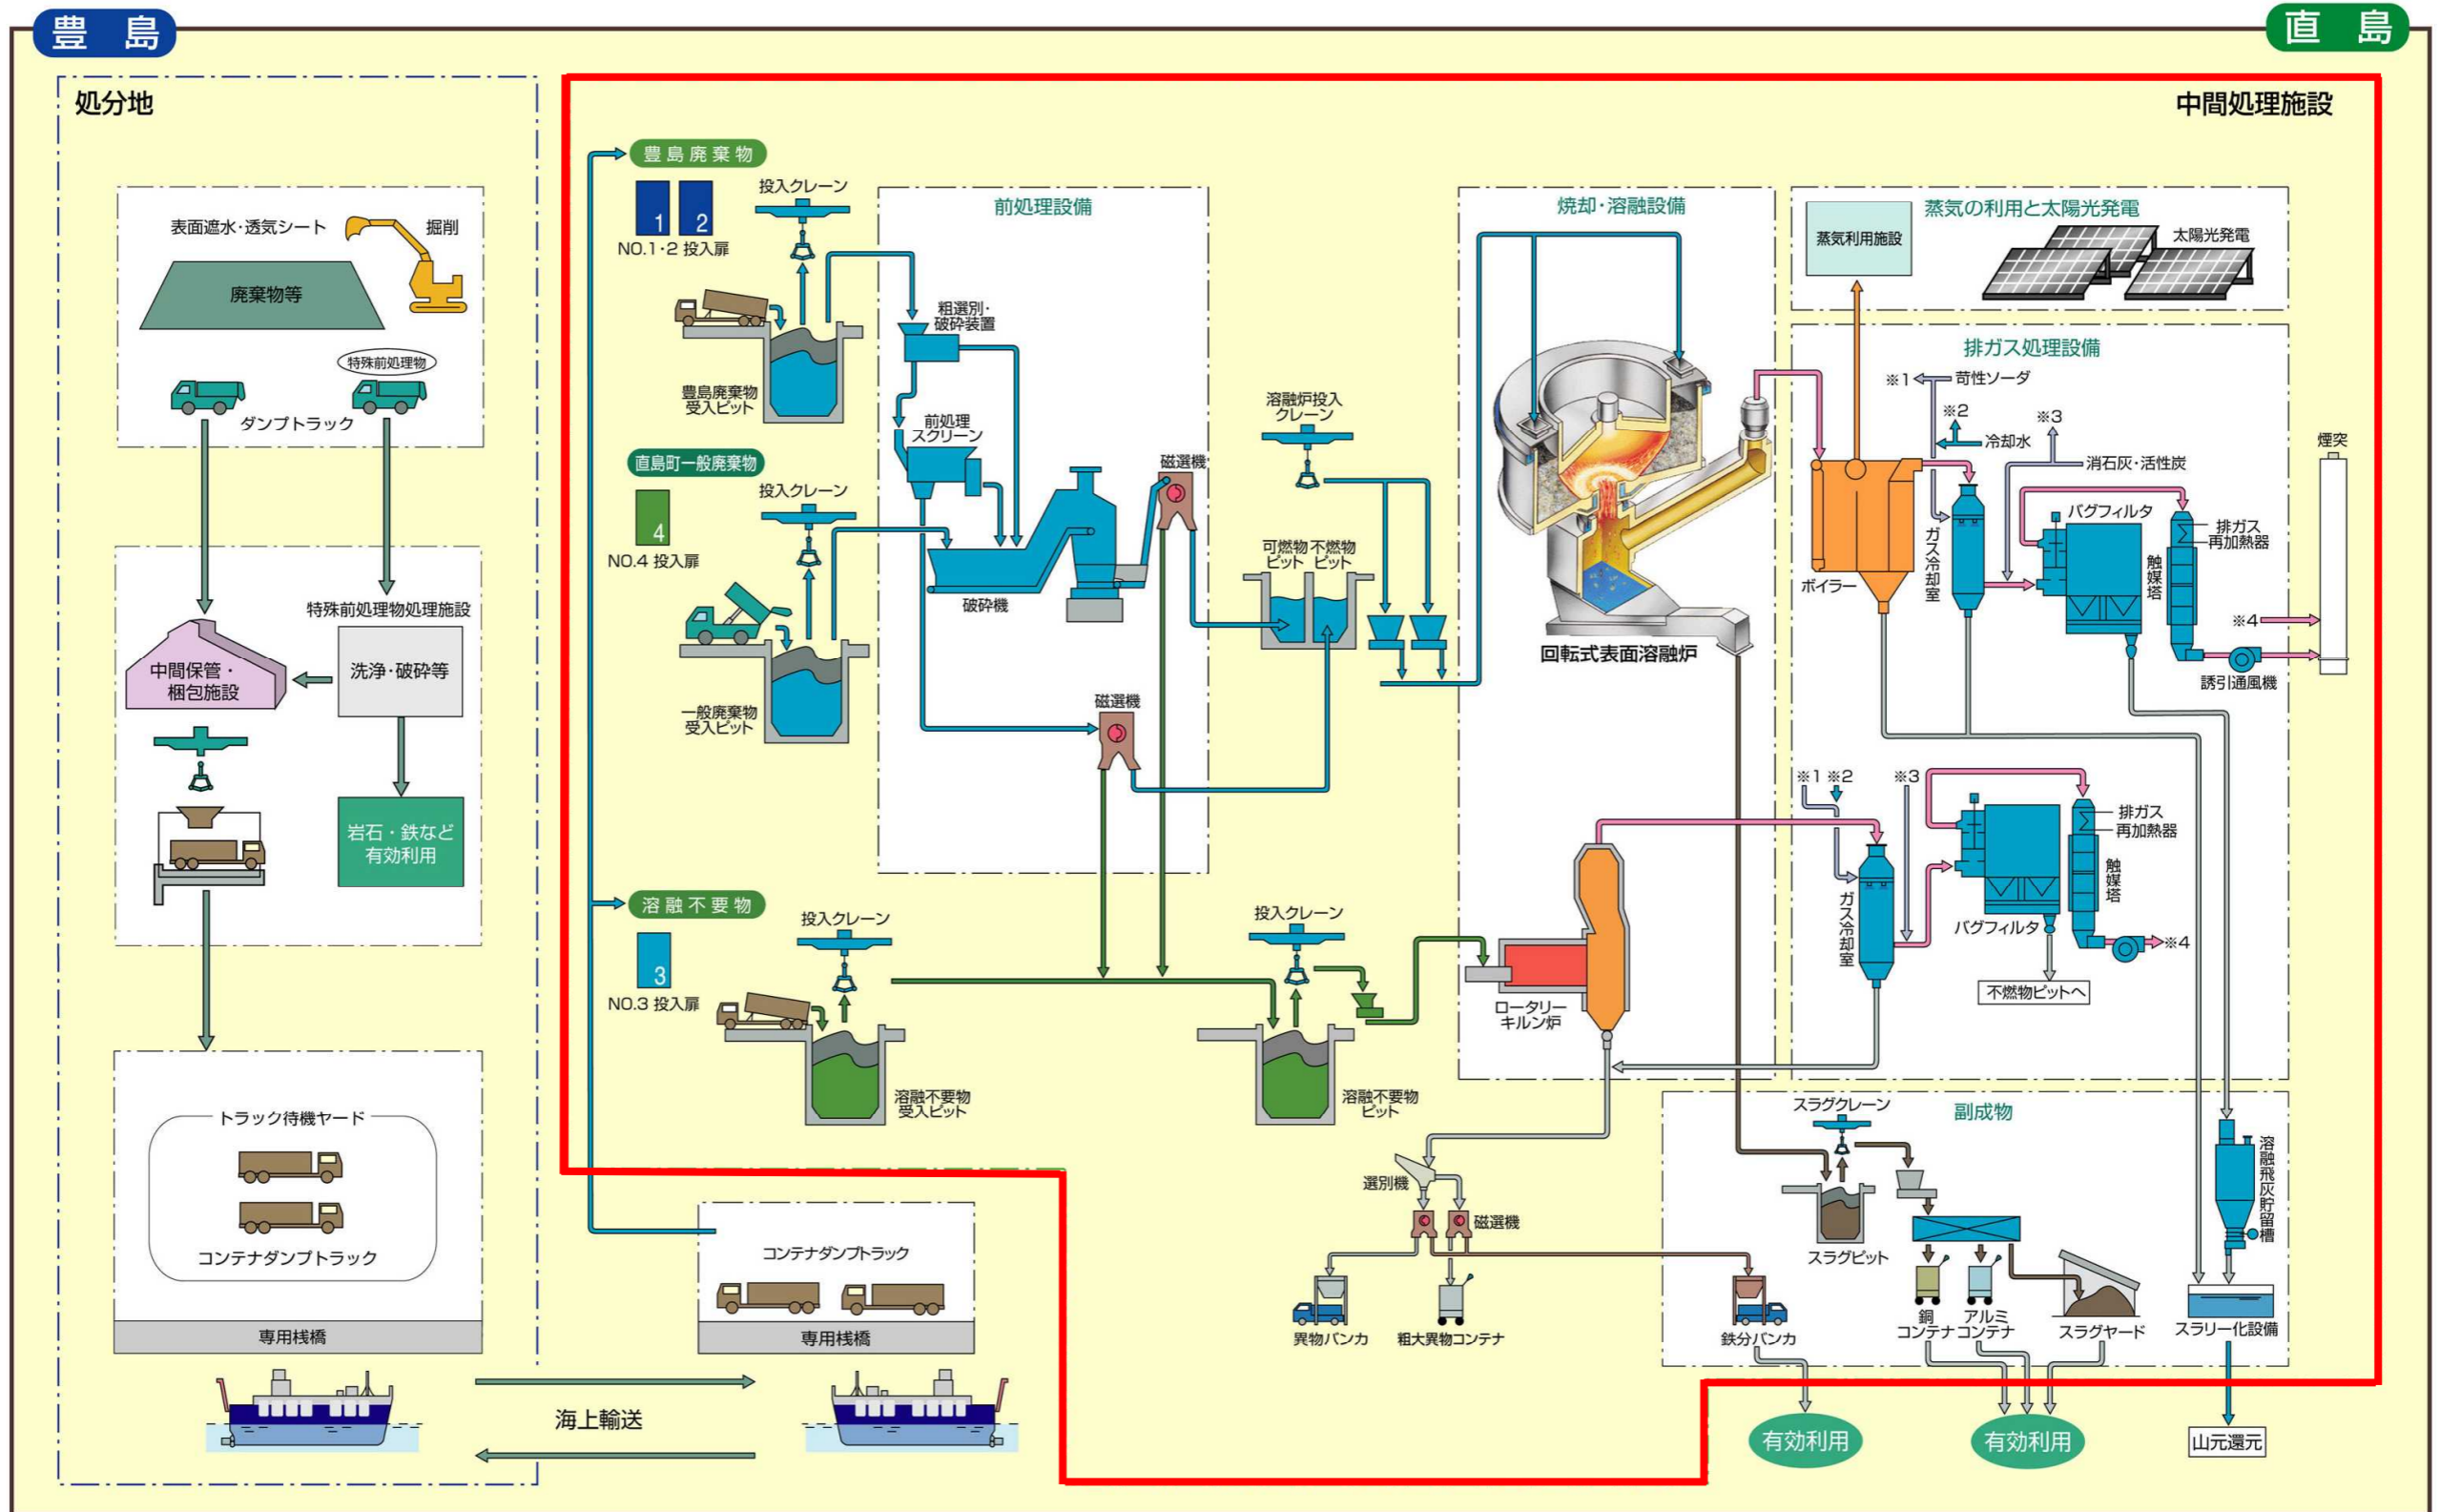 豊 島
直 島
処分地
表面遮水・透気シート
掘削
廃棄物等
特殊前処理物
ダンプトラック
特殊前処理物処理施設
中間保管・
梱包施設
洗浄・破砕等
岩石・鉄など
有効利用
トラック待機ヤード
コンテナダンプトラック
専用桟橋
海上輸送
コンテナダンプトラック
専用桟橋
中間処理施設
豊島廃棄物
1
2
NO.1・2 投入扉
投入クレーン
豊島廃棄物
受入ピット
直島町一般廃棄物
4
NO.4 投入扉
投入クレーン
一般廃棄物
受入ピット
溶融不要物
3
NO.3 投入扉
投入クレーン
溶融不要物
受入ピット
前処理設備
粗選別・
破砕装置
前処理
スクリーン
破砕機
磁選機
磁選機
溶融炉投入
クレーン
可燃物
ピット
不燃物
ピット
投入クレーン
溶融不要物
ピット
焼却・溶融設備
回転式表面溶融炉
ロータリー
キルン炉
選別機
磁選機
異物バンカ
粗大異物コンテナ
蒸気の利用と太陽光発電
蒸気利用施設
太陽光発電
排ガス処理設備
※1
苛性ソーダ
※2
冷却水
※3
消石灰・活性炭
煙突
ボイラー
ガス冷却室
バグフィルタ
触媒塔
排ガス
再加熱器
※4
誘引通風機
※1
※2
※3
ガス冷却室
バグフィルタ
触媒塔
排ガス
再加熱器
※4
不燃物ピットへ
副成物
スラグクレーン
スラグピット
鉄分バンカ
銅
コンテナ
アルミ
コンテナ
スラグヤード
溶融飛灰貯留槽
スラリー化設備
有効利用
有効利用
山元還元